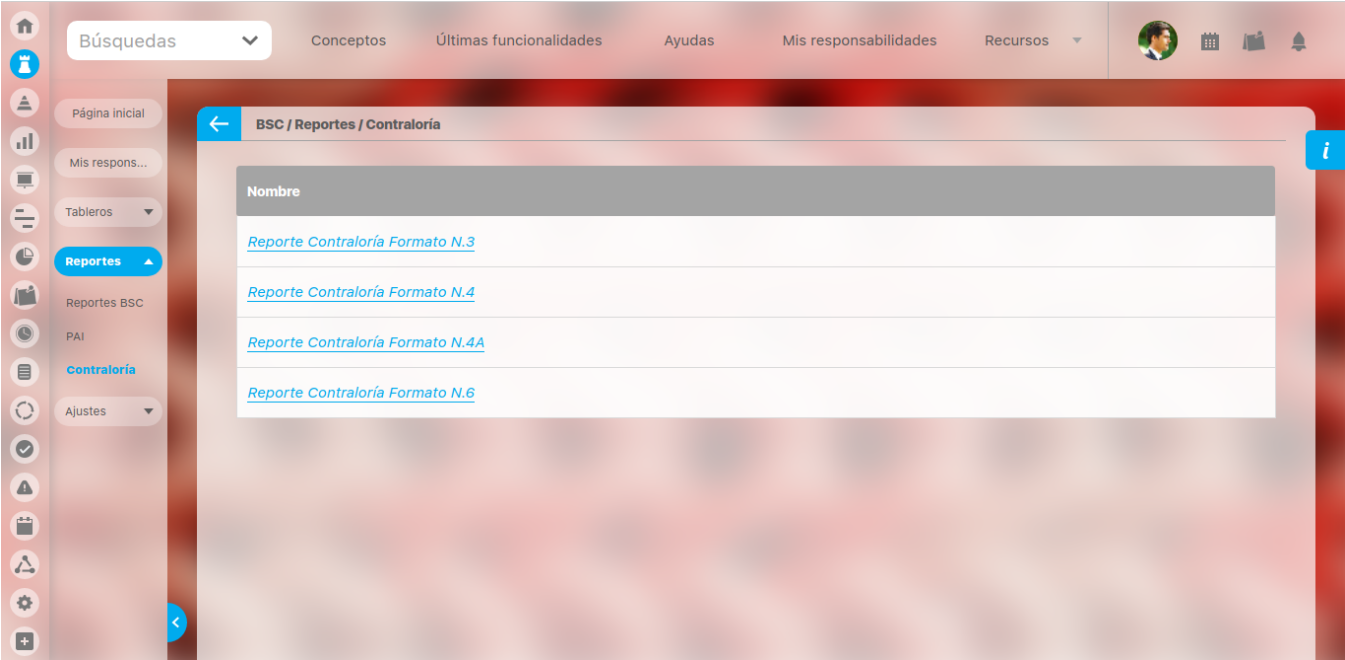 Búsquedas
Conceptos
Últimas funcionalidades
Ayudas
Mis responsabilidades
Recursos
Página inicial
Mis respons...
Tableros
Reportes
Reportes BSC
PAI
Contraloría
Ajustes
BSC / Reportes / Contraloría
i
Nombre
Reporte Contraloría Formato N.3
Reporte Contraloría Formato N.4
Reporte Contraloría Formato N.4A
Reporte Contraloría Formato N.6